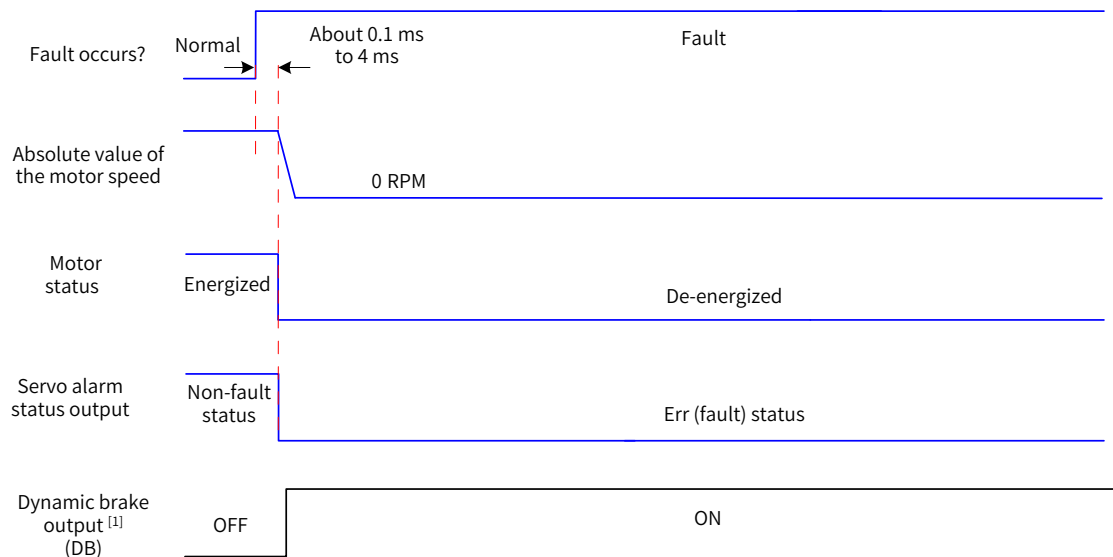 Fault occurs?
Normal
About 0.1 ms
to 4 ms
Fault
Absolute value of
the motor speed
0 RPM
Motor
status
Energized
De-energized
Servo alarm
status output
Non-fault
status
Err (fault) status
Dynamic brake
output [1]
(DB)
OFF
ON